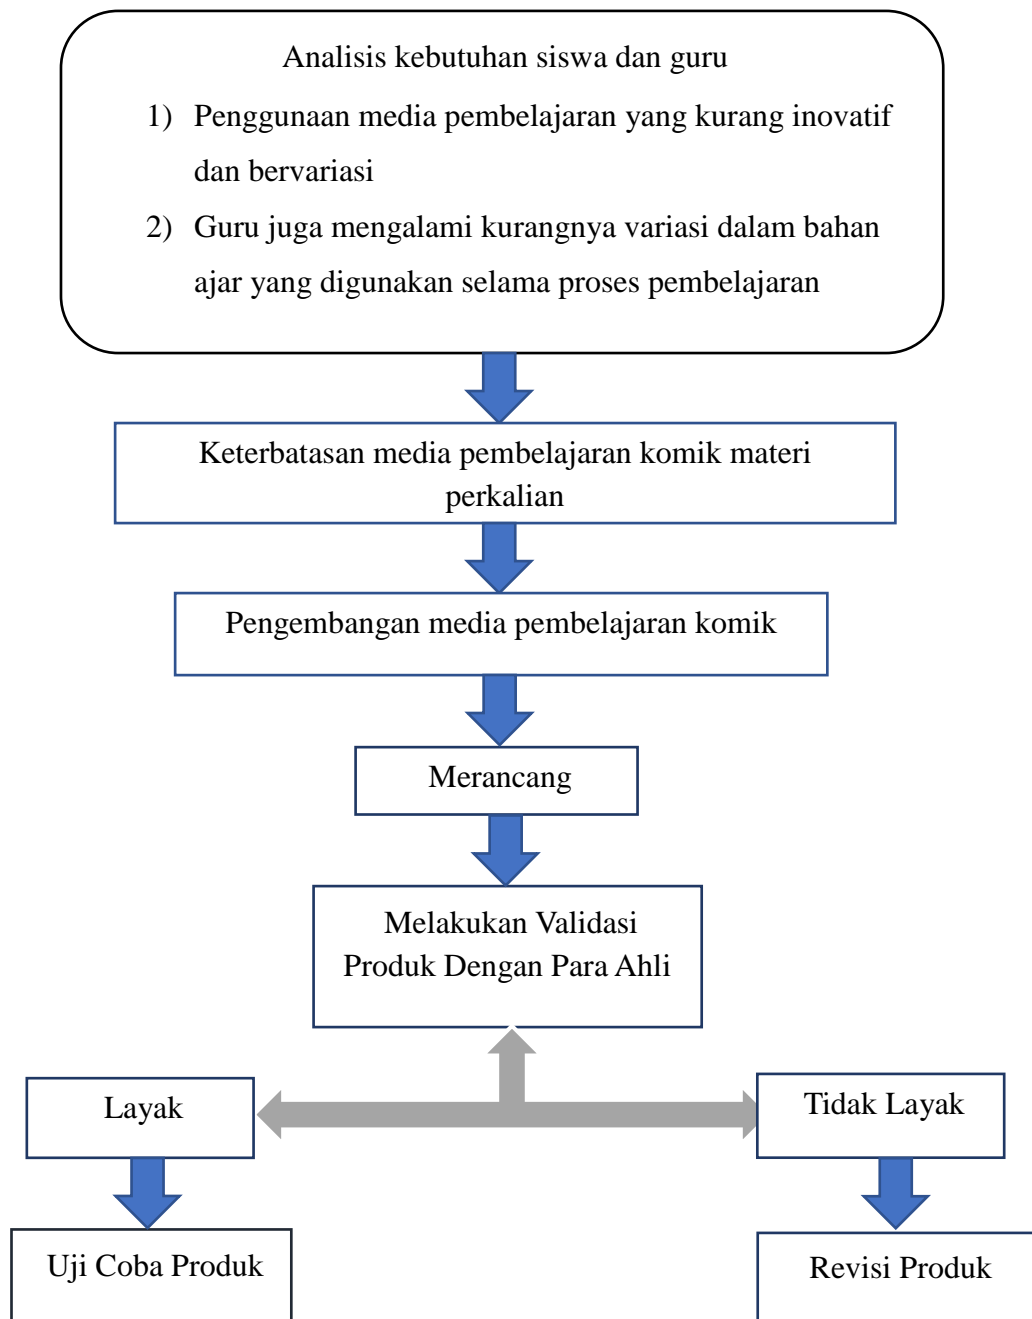 Analisis kebutuhan siswa dan guru
1) Penggunaan media pembelajaran yang kurang inovatif
dan bervariasi
2) Guru juga mengalami kurangnya variasi dalam bahan
ajar yang digunakan selama proses pembelajaran
Keterbatasan media pembelajaran komik materi
perkalian
Pengembangan media pembelajaran komik
Merancang
Melakukan Validasi
Produk Dengan Para Ahli
Layak
Tidak Layak
Uji Coba Produk
Revisi Produk